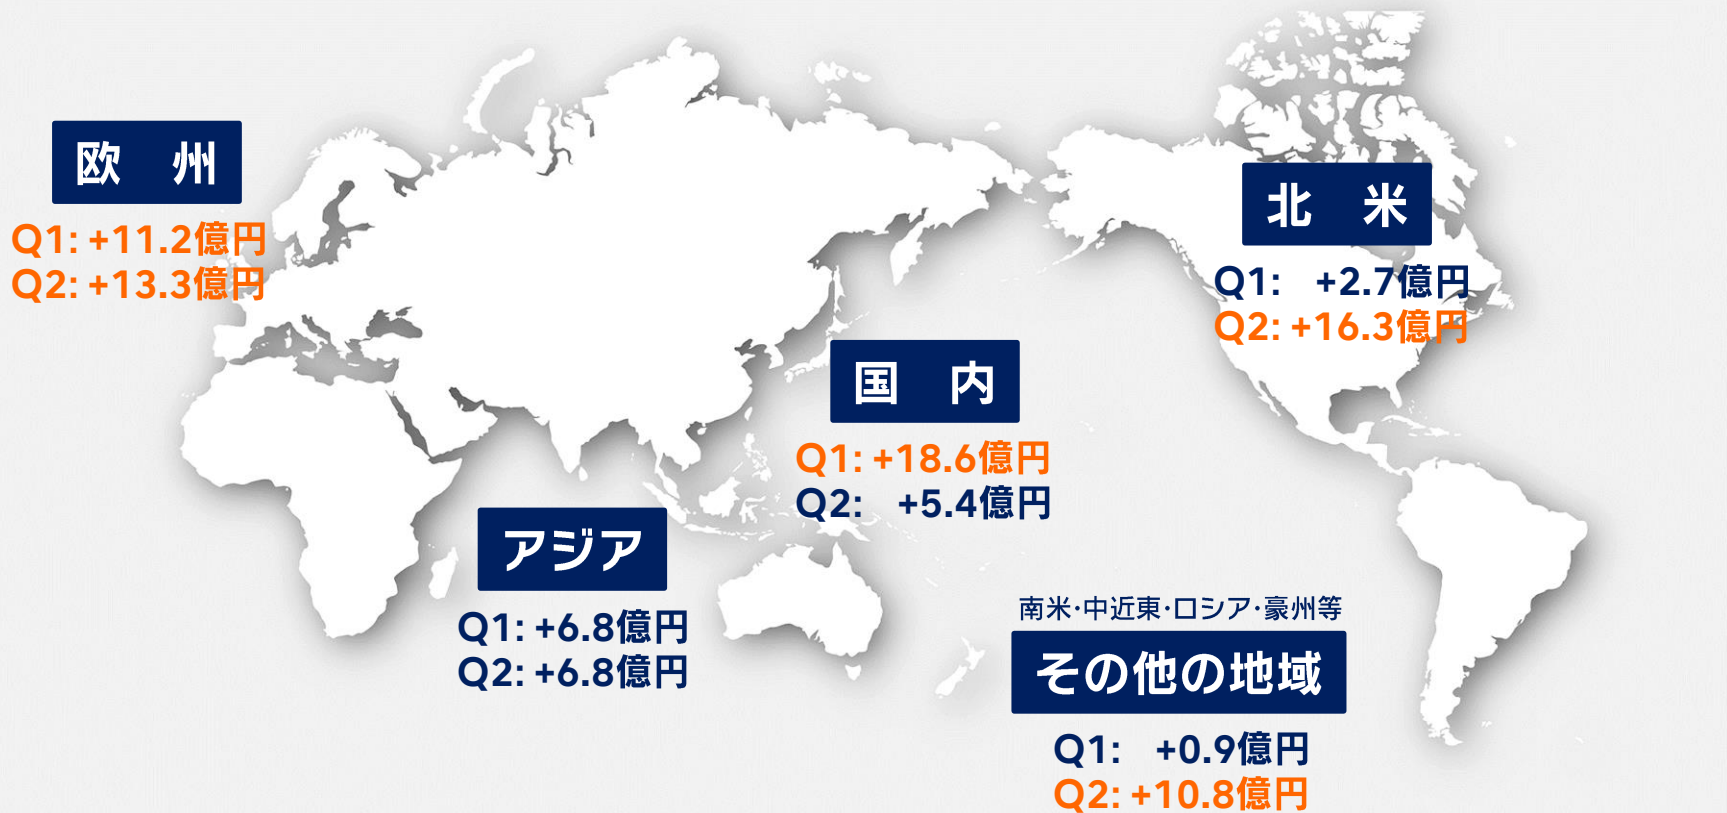 欧　州
Q1: +11.2億円
Q2: +13.3億円
北　米
Q1: +2.7億円
Q2: +16.3億円
国　内
Q1: +18.6億円
Q2: +5.4億円
アジア
Q1: +6.8億円
Q2: +6.8億円
南米･中近東･ロシア･豪州等
その他の地域
Q1: +0.9億円
Q2: +10.8億円